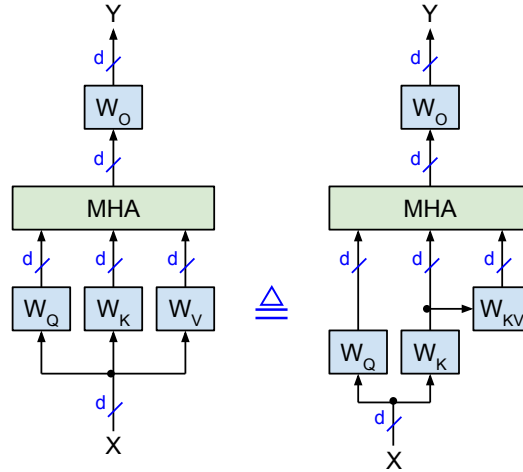 Y Y
d d
W_O W_O
d d
MHA MHA
d d d d d d
W_Q W_K W_V ≜ W_KV
W_Q W_K
d d
X X